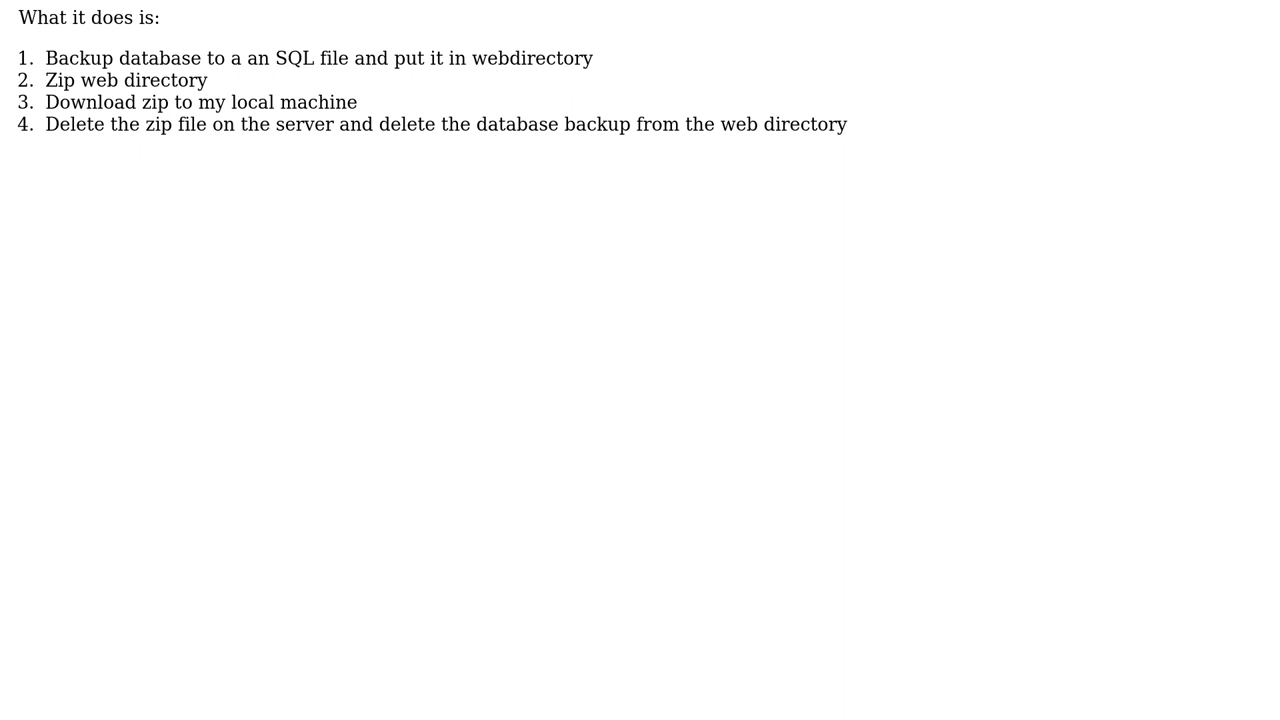 What it does is:
1. Backup database to a an SQL file and put it in webdirectory
2. Zip web directory
3. Download zip to my local machine
4. Delete the zip file on the server and delete the database backup from the web directory